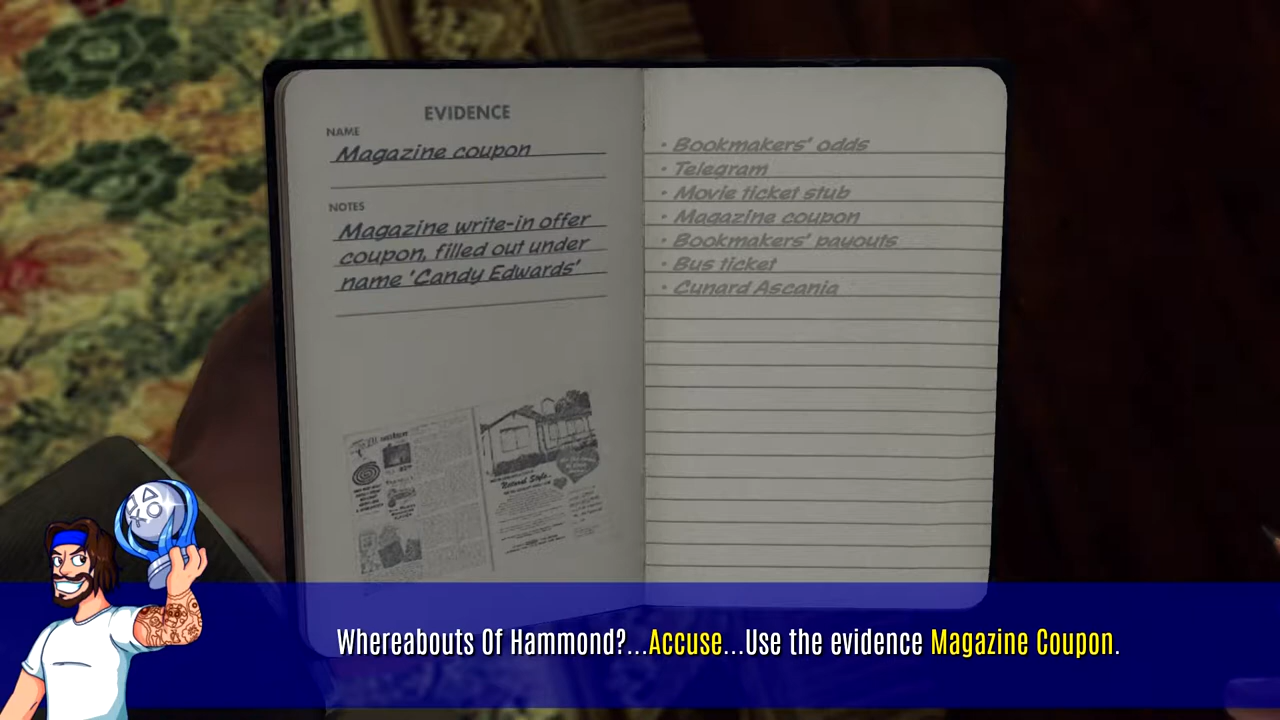 EVIDENCE
NAME
Magazine coupon
NOTES
Magazine write-in offer
coupon, filled out under
name 'Candy Edwards'
Natural Style..
• Bookmakers' odds
• Telegram
• Movie ticket stub
• Magazine coupon
• Bookmakers' payouts
• Bus ticket
• Cunard Ascania
Whereabouts Of Hammond?...Accuse...Use the evidence Magazine Coupon.